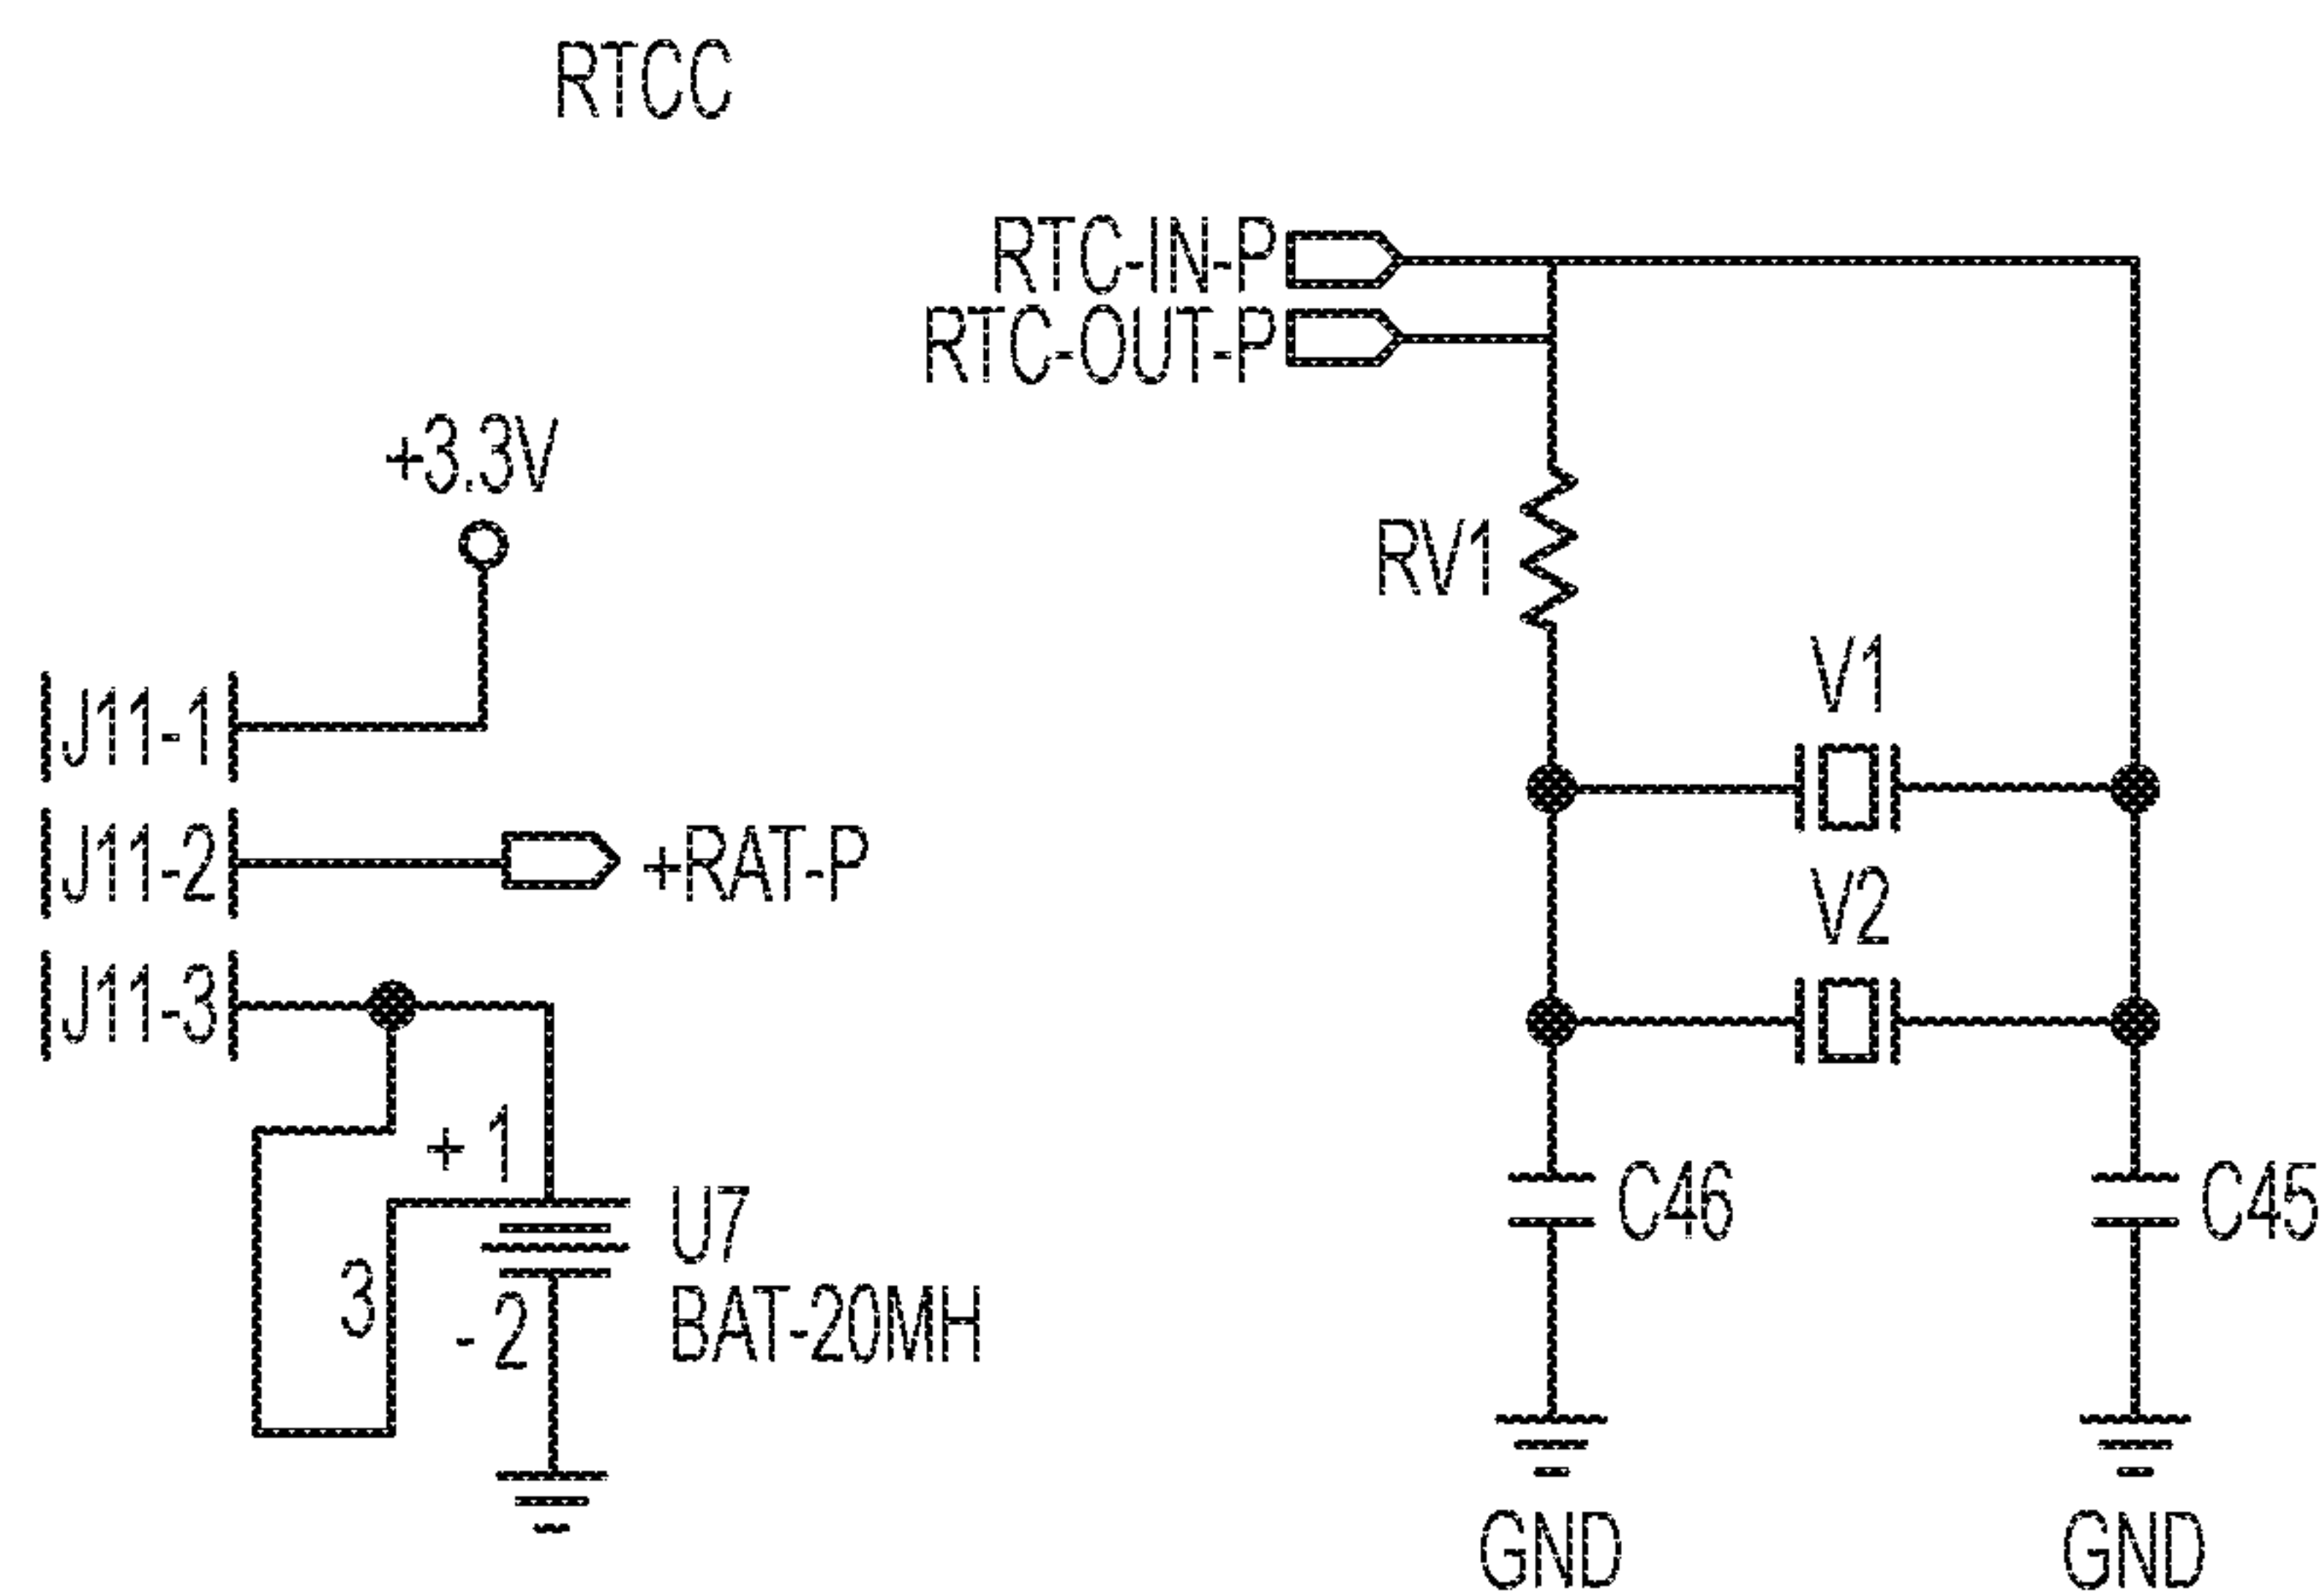 RTCC
RTC-IN-P
RTC-OUT-P
+3.3V
RV1
J11-1
V1
J11-2
+RAT-P
V2
J11-3
+ 1
U7
BAT-20MH
3
- 2
C46
C45
GND
GND